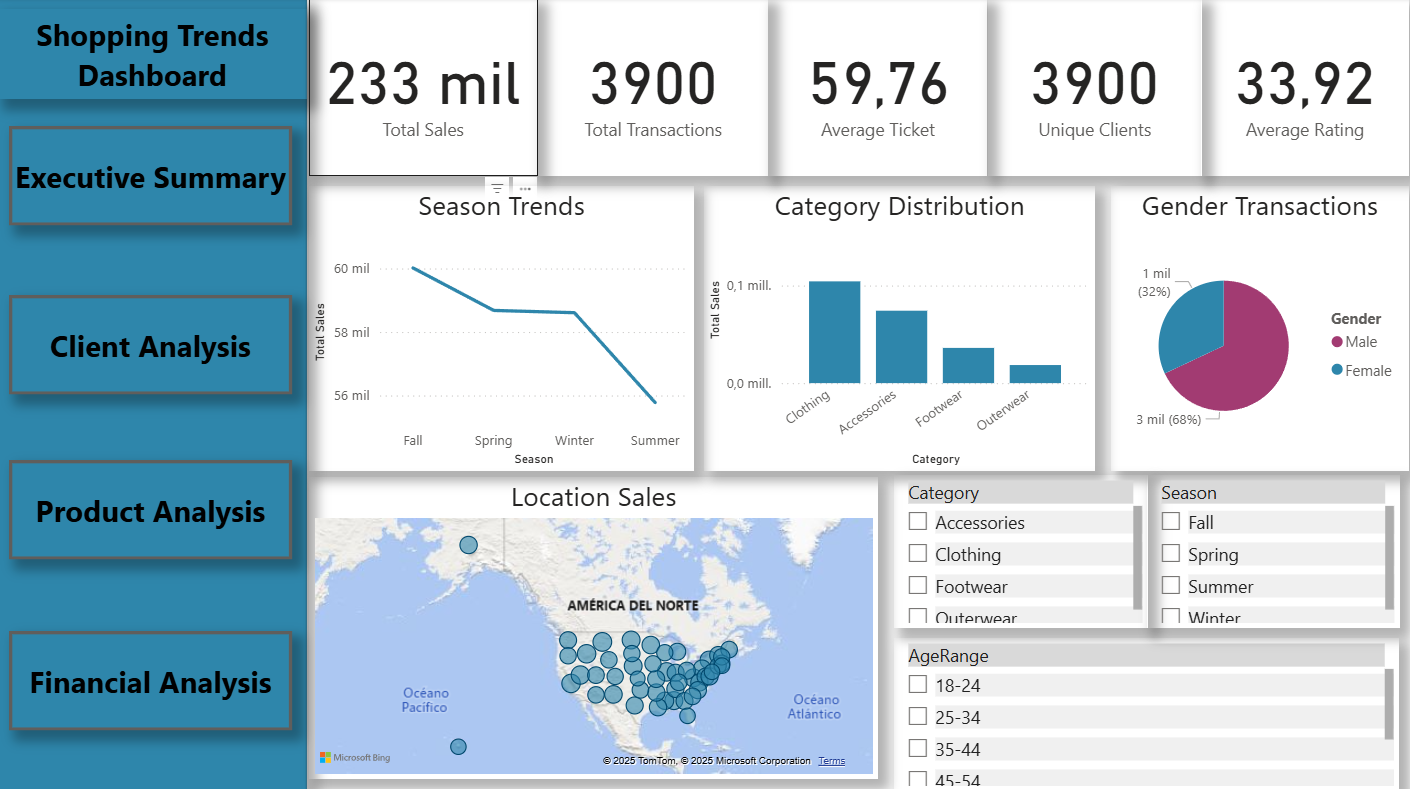 Shopping Trends
Dashboard
Executive Summary
Client Analysis
Product Analysis
Financial Analysis
233 mil
Total Sales
3900
Total Transactions
59,76
Average Ticket
3900
Unique Clients
33,92
Average Rating
Season Trends
Total Sales
60 mil
58 mil
56 mil
Fall
Spring
Winter
Summer
Season
Category Distribution
Total Sales
0,1 mill.
0,0 mill.
Clothing
Accessories
Footwear
Outerwear
Category
Gender Transactions
1 mil
(32%)
3 mil (68%)
Gender
Male
Female
Location Sales
AMÉRICA DEL NORTE
Océano
Pacífico
Océano
Atlántico
Microsoft Bing
© 2025 TomTom, © 2025 Microsoft Corporation Terms
Category
Accessories
Clothing
Footwear
Outerwear
Season
Fall
Spring
Summer
Winter
AgeRange
18-24
25-34
35-44
45-54